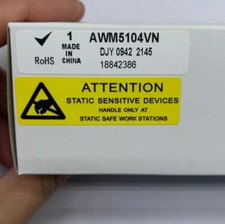 1 AWM5104VN
MADE IN CHINA DJY 0942 2145
RoHS 18842386
ATTENTION
STATIC SENSITIVE DEVICES
HANDLE ONLY AT
STATIC SAFE WORK STATIONS